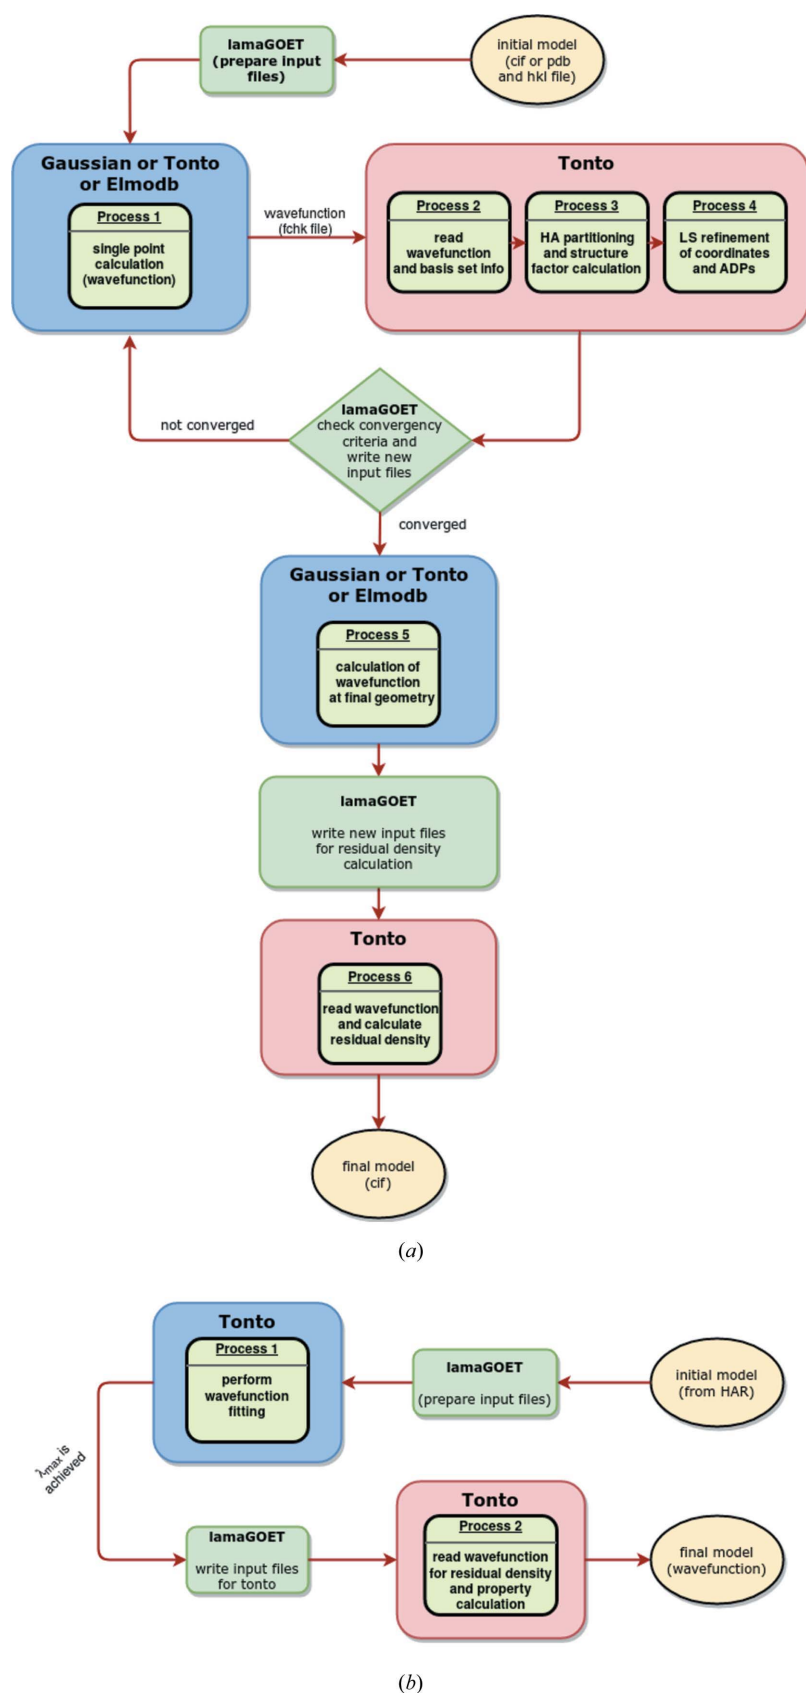 lamaGOET
(prepare input
files)
initial model
(cif or pdb
and hkl file)
Gaussian or Tonto
or Elmodb
Process 1
single point
calculation
(wavefunction)
wavefunction
(fchk file)
Tonto
Process 2
read
wavefunction
and basis set info
Process 3
HA partitioning
and structure
factor calculation
Process 4
LS refinement
of coordinates
and ADPs
not converged
lamaGOET
check convergency
criteria and
write new
input files
converged
Gaussian or Tonto
or Elmodb
Process 5
calculation of
wavefunction
at final geometry
lamaGOET
write new input files
for residual density
calculation
Tonto
Process 6
read wavefunction
and calculate
residual density
final model
(cif)
(a)
Tonto
Process 1
perform
wavefunction
fitting
lamaGOET
(prepare input files)
initial model
(from HAR)
λmax is
achieved
lamaGOET
write input files
for tonto
Tonto
Process 2
read wavefunction
for residual density
and property
calculation
final model
(wavefunction)
(b)